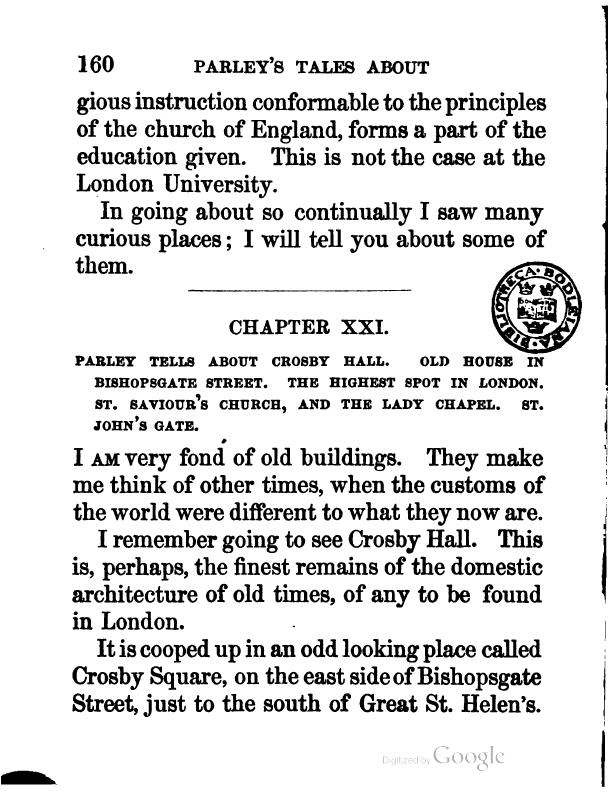 160 PARLEY'S TALES ABOUT
gious instruction conformable to the principles
of the church of England, forms a part of the
education given. This is not the case at the
London University.
In going about so continually I saw many
curious places; I will tell you about some of
them.
BIBLIOTHECA BODLEIANA
CHAPTER XXI.
PARLEY TELLS ABOUT CROSBY HALL. OLD HOUSE IN
BISHOPSGATE STREET. THE HIGHEST SPOT IN LONDON.
ST. SAVIOUR'S CHURCH, AND THE LADY CHAPEL. ST.
JOHN'S GATE.
I AM very fond of old buildings. They make
me think of other times, when the customs of
the world were different to what they now are.
I remember going to see Crosby Hall. This
is, perhaps, the finest remains of the domestic
architecture of old times, of any to be found
in London.
It is cooped up in an odd looking place called
Crosby Square, on the east side of Bishopsgate
Street, just to the south of Great St. Helen's.
Digitized by Google